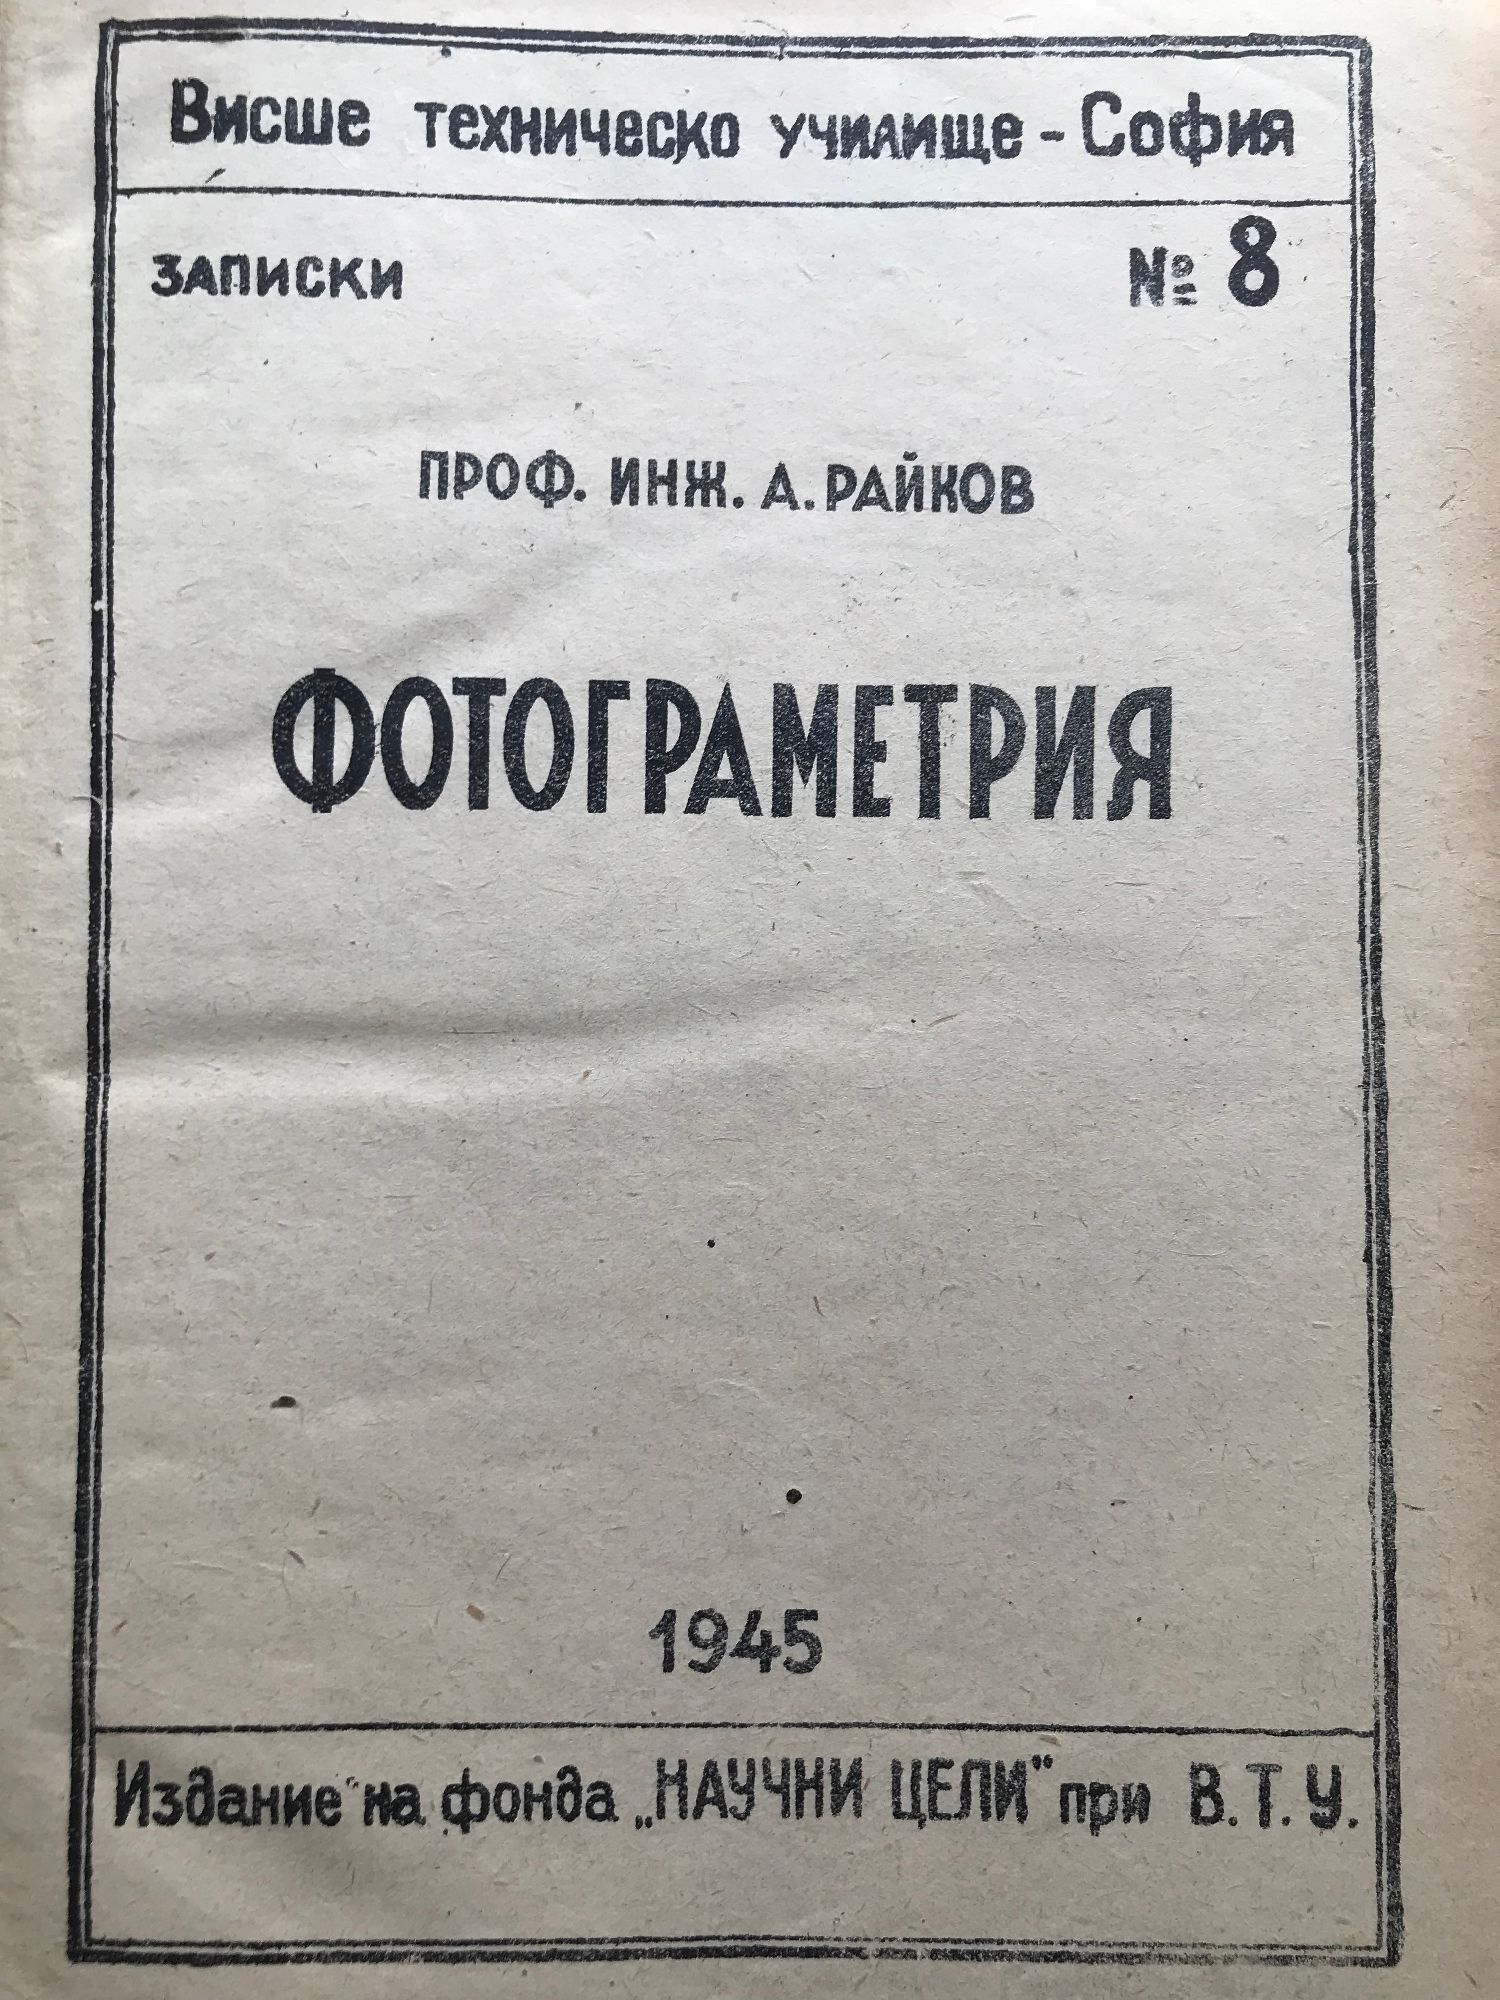 Висше техническо училище - София
ЗАПИСКИ № 8
ПРОФ. ИНЖ. А. РАЙКОВ
ФОТОГРАМЕТРИЯ
1945
Издание на фонда „НАУЧНИ ЦЕЛИ" при В. Т. У.